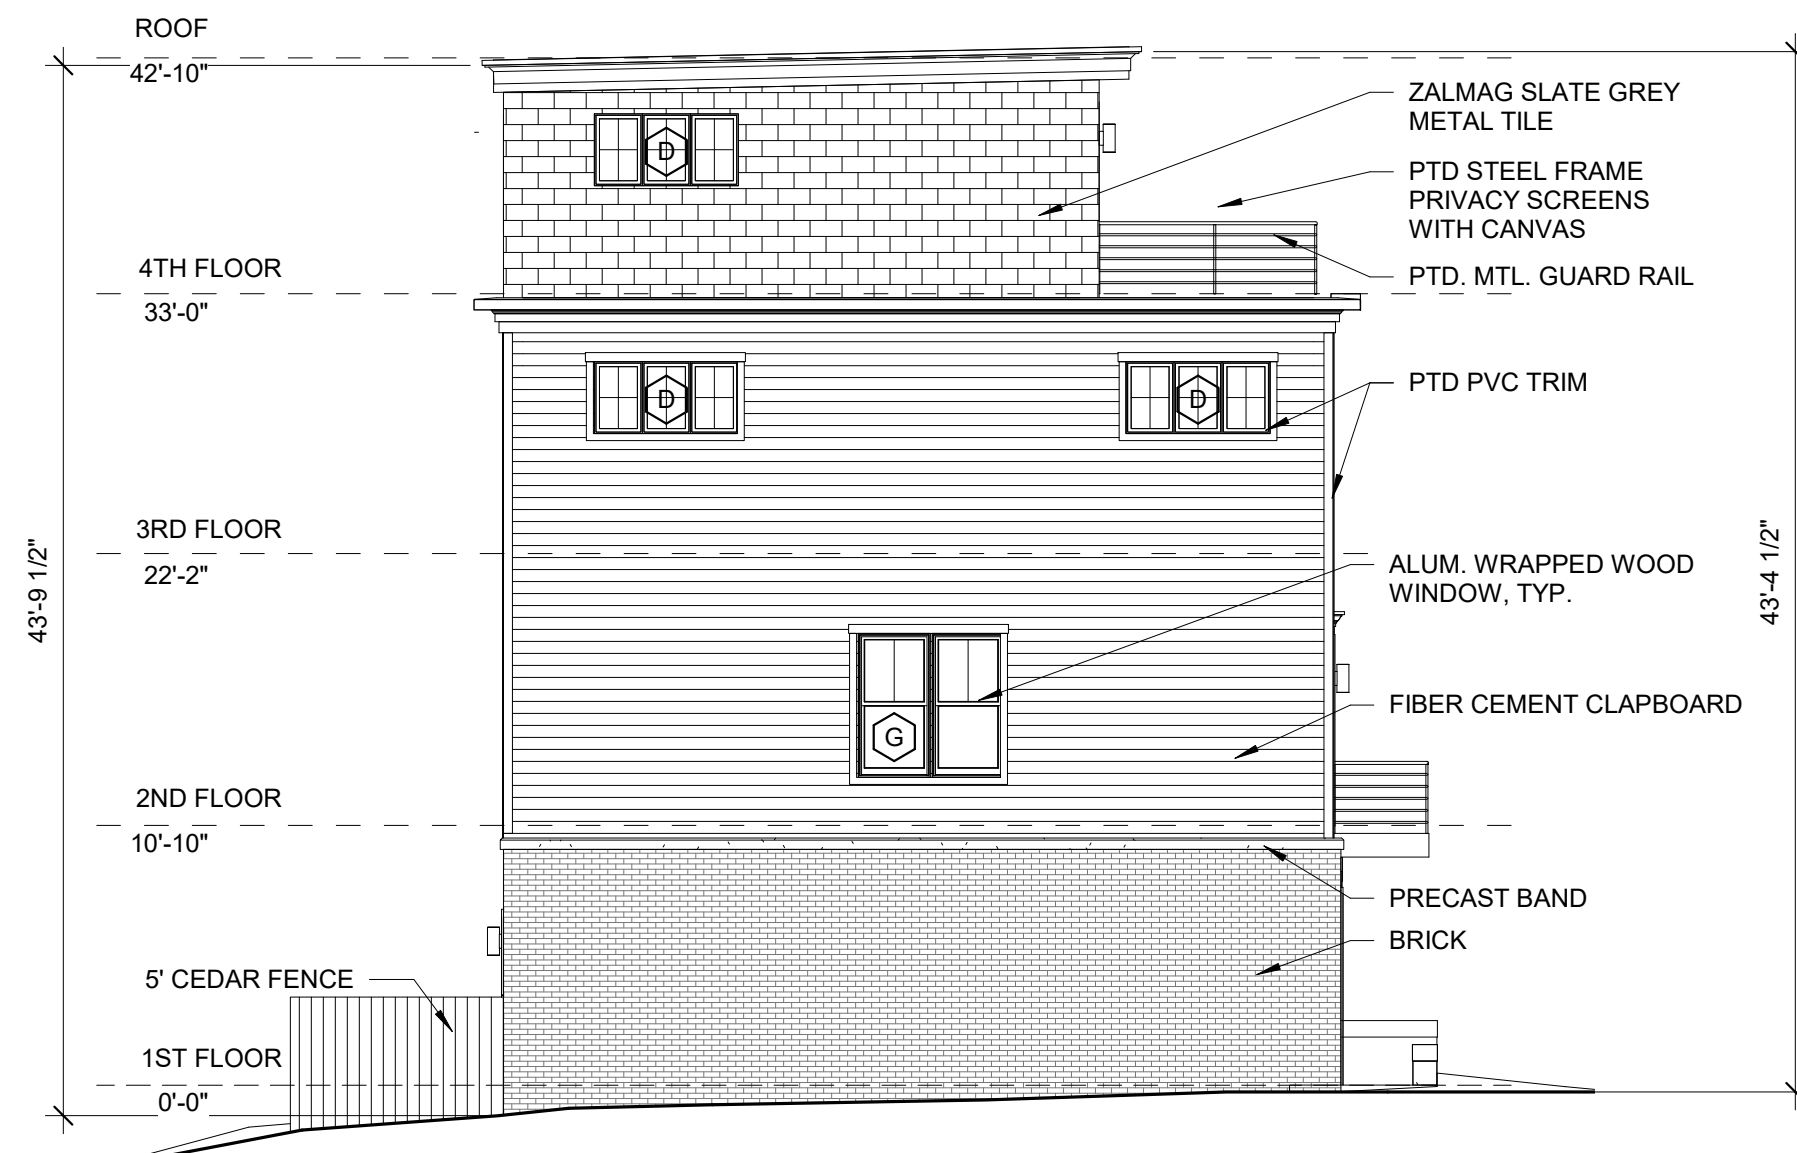 ROOF
42'-10"
D
ZALMAG SLATE GREY
METAL TILE
PTD STEEL FRAME
PRIVACY SCREENS
WITH CANVAS
4TH FLOOR
33'-0"
PTD. MTL. GUARD RAIL
D
D
PTD PVC TRIM
3RD FLOOR
22'-2"
43'-9 1/2"
43'-4 1/2"
ALUM. WRAPPED WOOD
WINDOW, TYP.
G
FIBER CEMENT CLAPBOARD
2ND FLOOR
10'-10"
PRECAST BAND
BRICK
5' CEDAR FENCE
1ST FLOOR
0'-0"